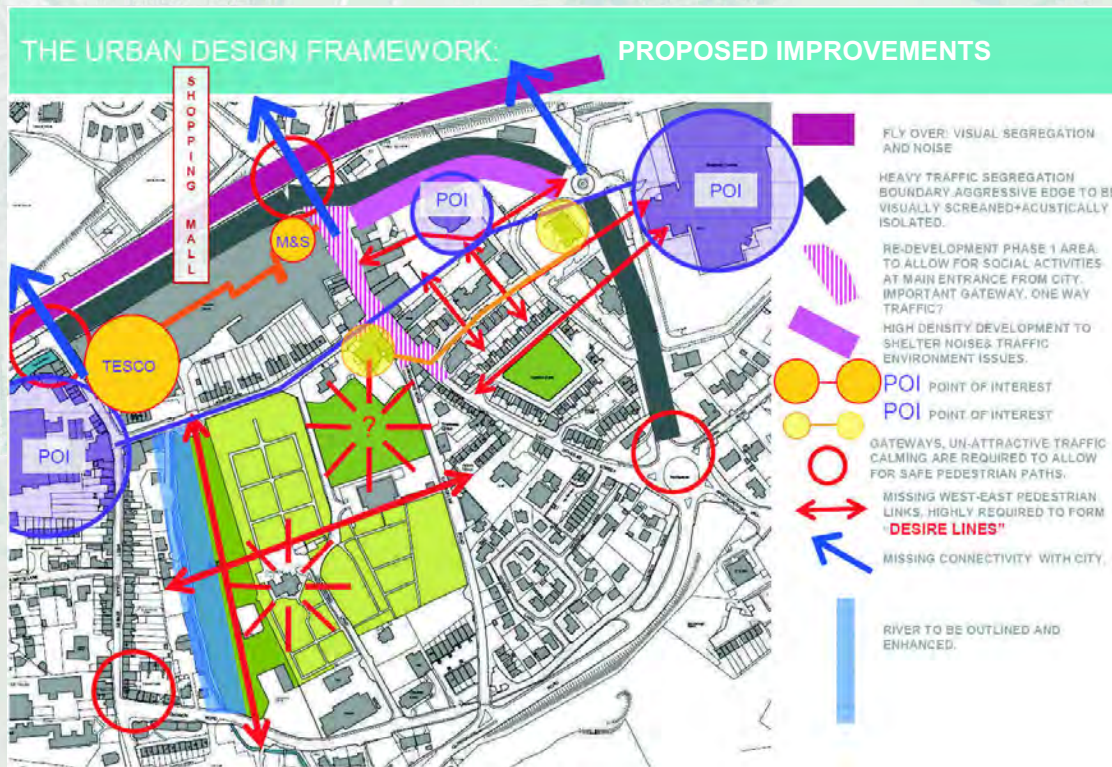 THE URBAN DESIGN FRAMEWORK: PROPOSED IMPROVEMENTS
SHOPPING MALL
M&S
POI
POI
TESCO
POI
?
FLY OVER: VISUAL SEGREGATION
AND NOISE
HEAVY TRAFFIC SEGREGATION
BOUNDARY. AGGRESSIVE EDGE TO BE
VISUALLY SCREANED+ACUSTICALLY
ISOLATED.
RE-DEVELOPMENT PHASE 1 AREA.
TO ALLOW FOR SOCIAL ACTIVITIES
AT MAIN ENTRANCE FROM CITY.
IMPORTANT GATEWAY. ONE WAY
TRAFFIC?
HIGH DENSITY DEVELOPMENT TO
SHELTER NOISE& TRAFFIC
ENVIRONMENT ISSUES.
POI POINT OF INTEREST
POI POINT OF INTEREST
GATEWAYS, UN-ATTRACTIVE TRAFFIC
CALMING ARE REQUIRED TO ALLOW
FOR SAFE PEDESTRIAN PATHS.
MISSING WEST-EAST PEDESTRIAN
LINKS, HIGHLY REQUIRED TO FORM
"DESIRE LINES"
MISSING CONNECTIVITY WITH CITY.
RIVER TO BE OUTLINED AND
ENHANCED.